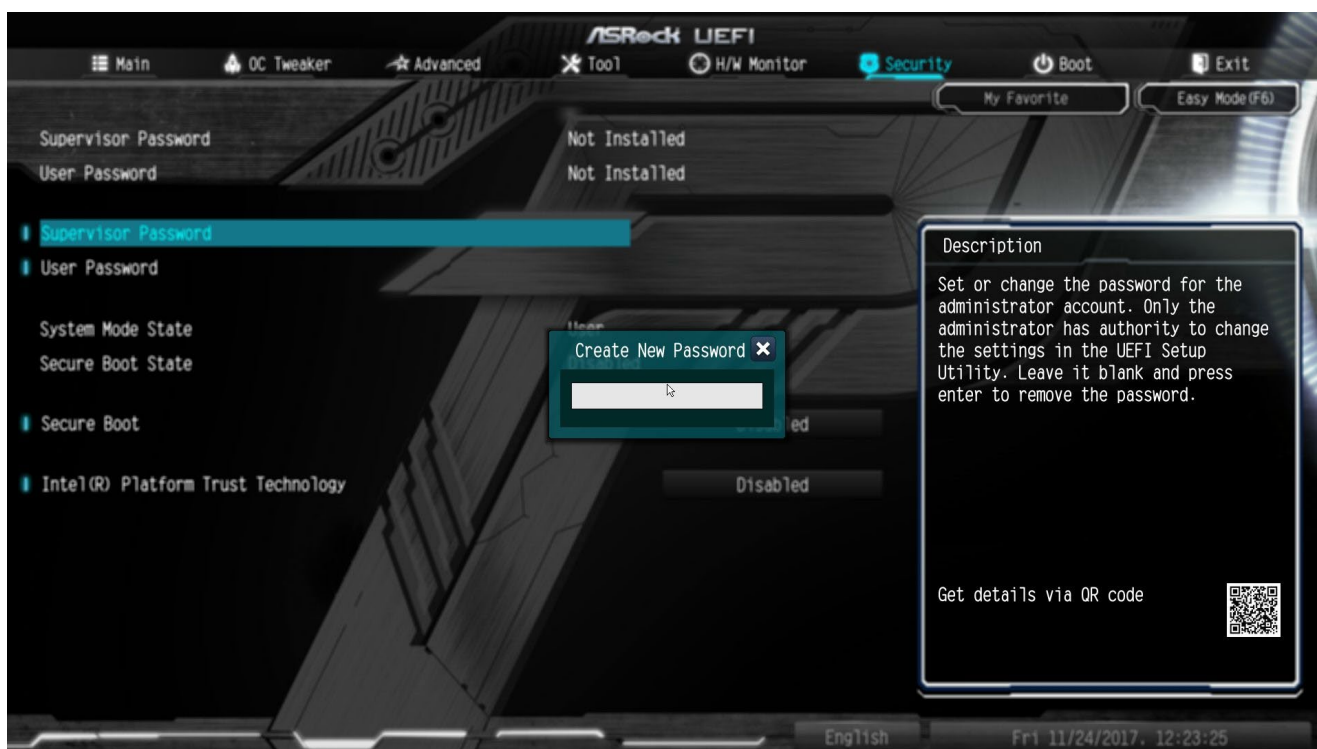 ASRock UEFI
Main OC Tweaker Advanced Tool H/W Monitor Security Boot Exit
My Favorite Easy Mode(F6)
Supervisor Password Not Installed
User Password Not Installed
Supervisor Password
User Password
System Mode State User
Secure Boot State Disabled
Secure Boot Disabled
Intel(R) Platform Trust Technology Disabled
Create New Password
Description
Set or change the password for the
administrator account. Only the
administrator has authority to change
the settings in the UEFI Setup
Utility. Leave it blank and press
enter to remove the password.
Get details via QR code
English Fri 11/24/2017. 12:23:25